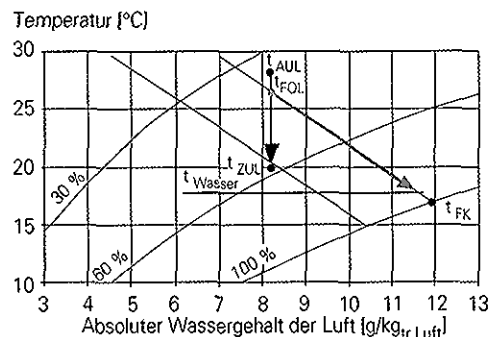 Temperatur [°C]
30
t AUL
t FOL
25
20
t ZUL
t Wasser
15
t FK
10
30 %
60 %
100 %
3 4 5 6 7 8 9 10 11 12 13
Absoluter Wassergehalt der Luft [g/kg tr Luft]